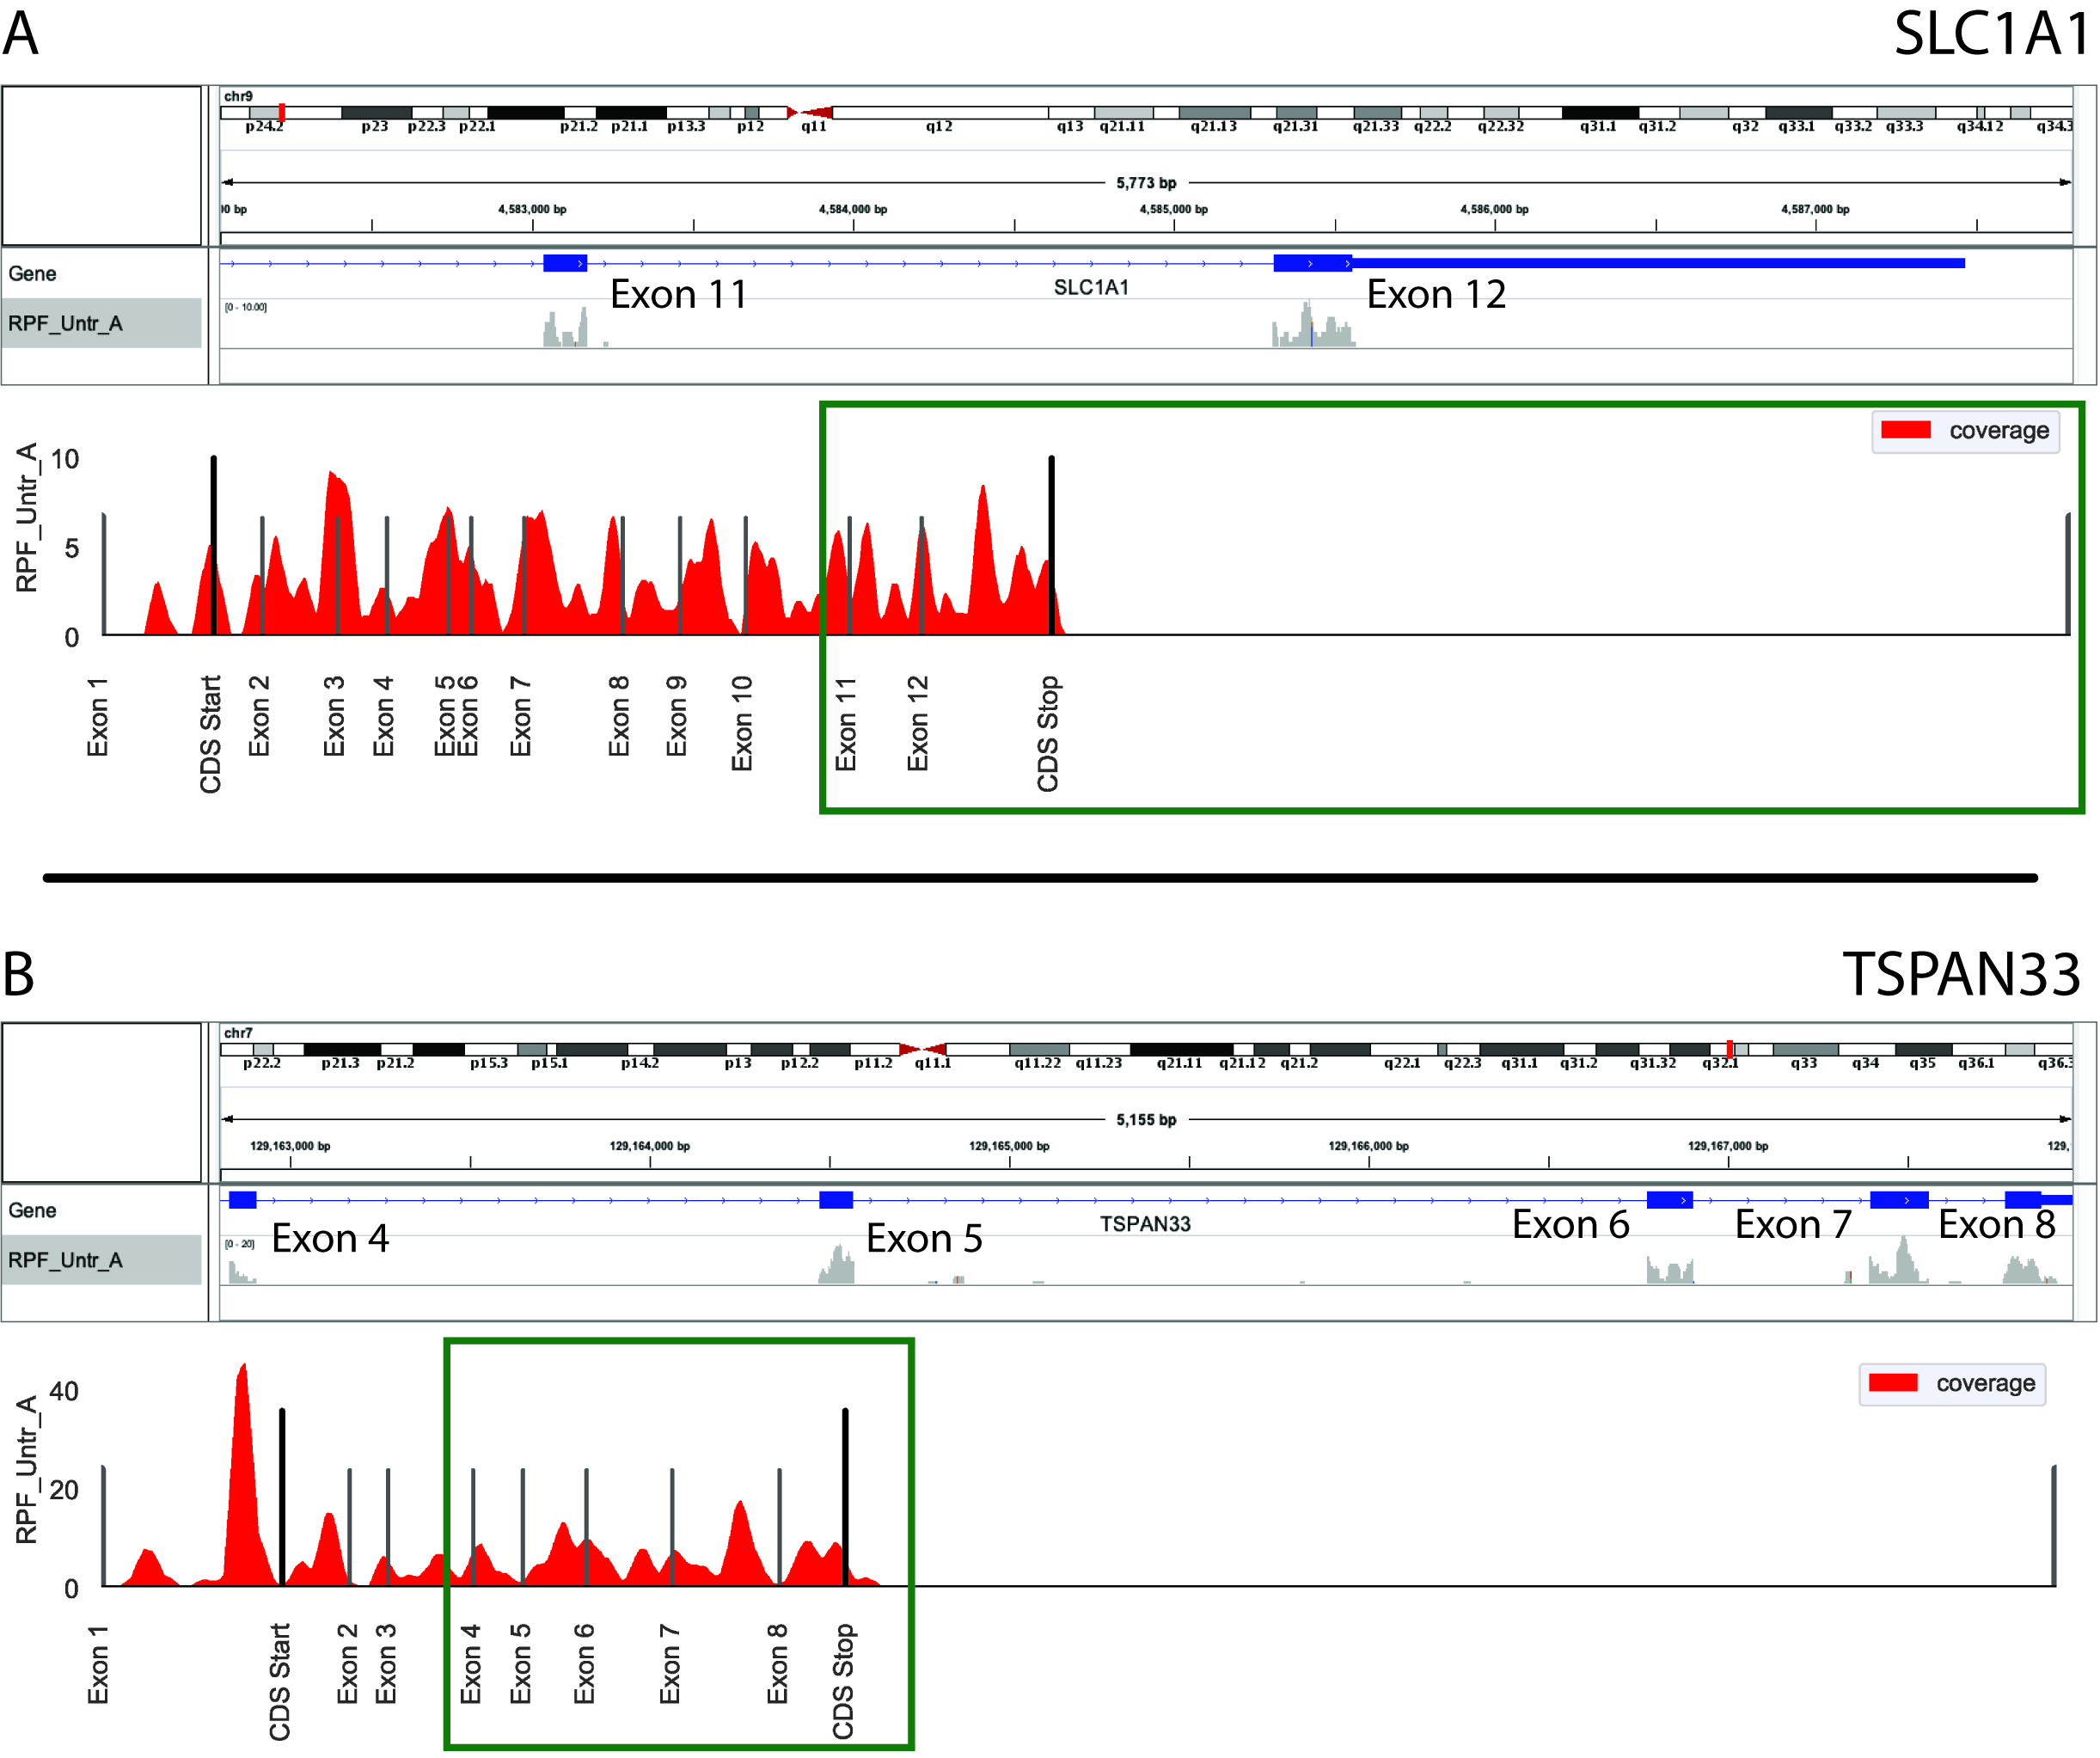 A
SLC1A1
chr9
p24.2 p23 p22.3 p22.1 p21.2 p21.1 p13.3 p12 q11 q12 q13 q21.11 q21.13 q21.31 q21.33 q22.2 q22.32 q31.1 q31.2 q32 q33.1 q33.2 q33.3 q34.12 q34.3
5,773 bp
00 bp 4,583,000 bp 4,584,000 bp 4,585,000 bp 4,586,000 bp 4,587,000 bp
Gene
Exon 11 SLC1A1 Exon 12
RPF_Untr_A
[0 - 10.00]
coverage
RPF_Untr_A
10
5
0
Exon 1
CDS Start
Exon 2
Exon 3
Exon 4
Exon 5
Exon 6
Exon 7
Exon 8
Exon 9
Exon 10
Exon 11
Exon 12
CDS Stop
B
TSPAN33
chr7
p22.2 p21.3 p21.2 p15.3 p15.1 p14.2 p13 p12.2 p11.2 q11.1 q11.22 q11.23 q21.11 q21.12 q21.2 q22.1 q22.3 q31.1 q31.2 q31.32 q32.1 q33 q34 q35 q36.1 q36.3
5,155 bp
129,163,000 bp 129,164,000 bp 129,165,000 bp 129,166,000 bp 129,167,000 bp 129,
Gene
Exon 4 Exon 5 TSPAN33 Exon 6 Exon 7 Exon 8
RPF_Untr_A
[0 - 20]
coverage
RPF_Untr_A
40
20
0
Exon 1
CDS Start
Exon 2
Exon 3
Exon 4
Exon 5
Exon 6
Exon 7
Exon 8
CDS Stop